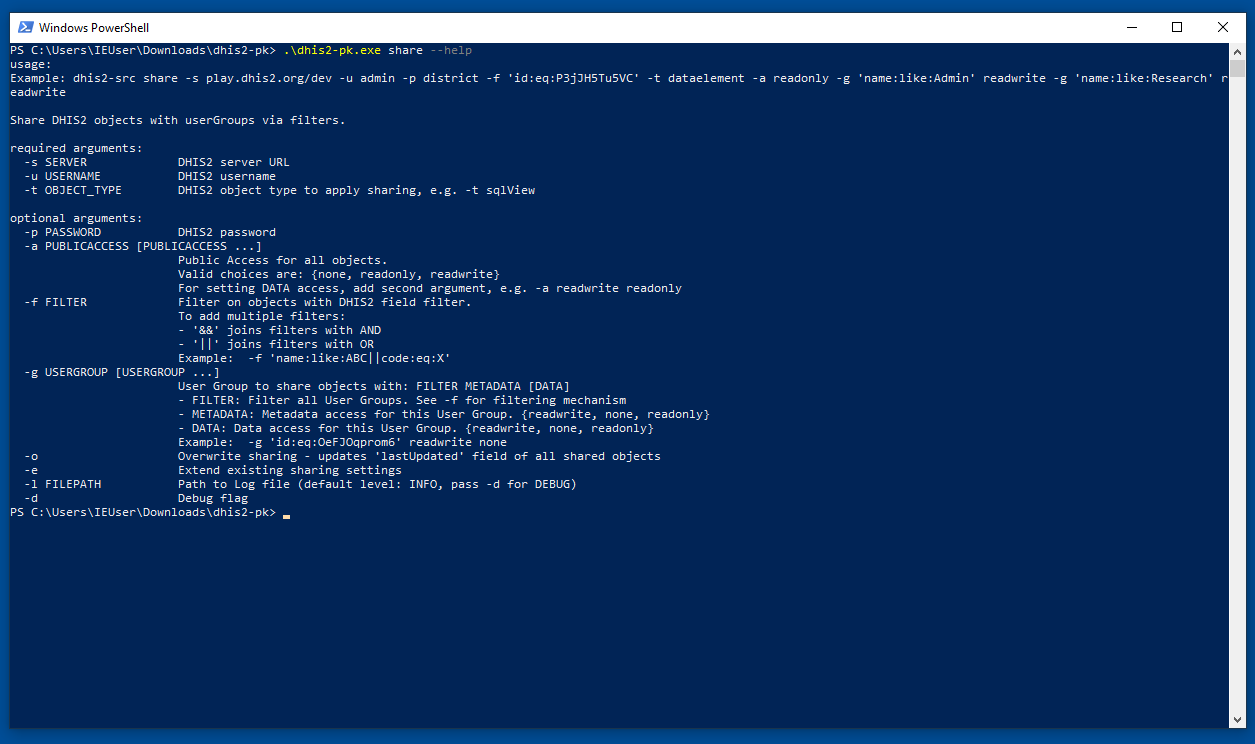 Windows PowerShell
PS C:\Users\IEUser\Downloads\dhis2-pk> .\dhis2-pk.exe share --help
usage:
Example: dhis2-src share -s play.dhis2.org/dev -u admin -p district -f 'id:eq:P3jJH5Tu5VC' -t dataelement -a readonly -g 'name:like:Admin' readwrite -g 'name:like:Research' r
eadwrite
Share DHIS2 objects with userGroups via filters.
required arguments:
  -s SERVER             DHIS2 server URL
  -u USERNAME           DHIS2 username
  -t OBJECT_TYPE        DHIS2 object type to apply sharing, e.g. -t sqlView
optional arguments:
  -p PASSWORD           DHIS2 password
  -a PUBLICACCESS [PUBLICACCESS ...]
                        Public Access for all objects.
                        Valid choices are: {none, readonly, readwrite}
                        For setting DATA access, add second argument, e.g. -a readwrite readonly
  -f FILTER             Filter on objects with DHIS2 field filter.
                        To add multiple filters:
                        - '&&' joins filters with AND
                        - '||' joins filters with OR
                        Example:  -f 'name:like:ABC||code:eq:X'
  -g USERGROUP [USERGROUP ...]
                        User Group to share objects with: FILTER METADATA [DATA]
                        - FILTER: Filter all User Groups. See -f for filtering mechanism
                        - METADATA: Metadata access for this User Group. {readwrite, none, readonly}
                        - DATA: Data access for this User Group. {readwrite, none, readonly}
                        Example:  -g 'id:eq:OeFJOqprom6' readwrite none
  -o                    Overwrite sharing - updates 'lastUpdated' field of all shared objects
  -e                    Extend existing sharing settings
  -l FILEPATH           Path to Log file (default level: INFO, pass -d for DEBUG)
  -d                    Debug flag
PS C:\Users\IEUser\Downloads\dhis2-pk>